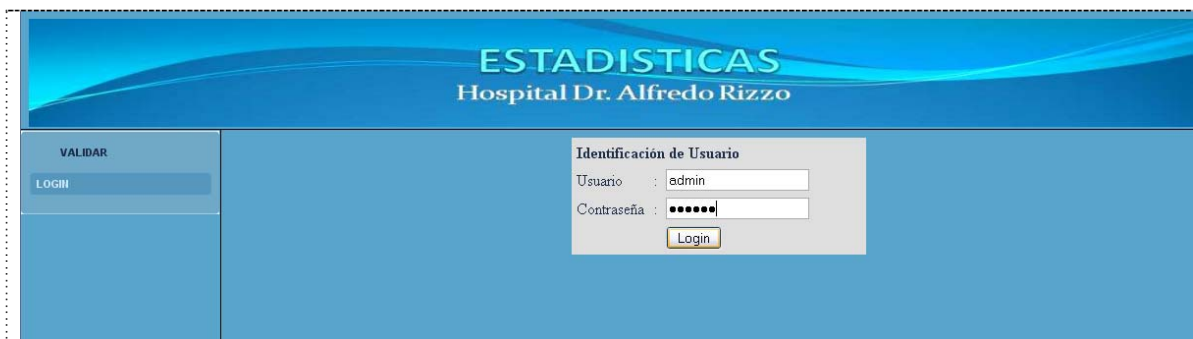 ESTADISTICAS
Hospital Dr. Alfredo Rizzo
VALIDAR
LOGIN
Identificación de Usuario
Usuario : admin
Contraseña : ●●●●●●
Login